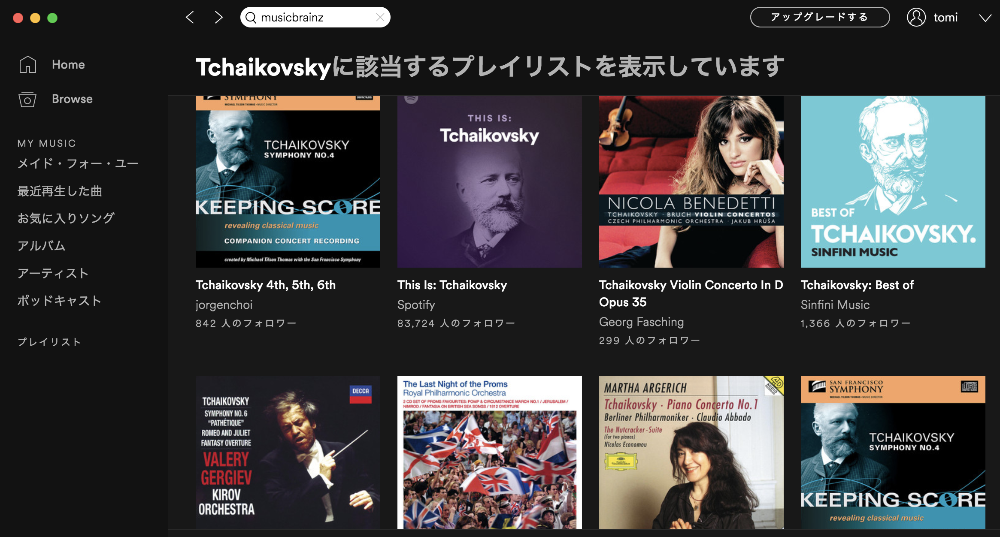 musicbrainz
アップグレードする
tomi
Home
Browse
MY MUSIC
メイド・フォー・ユー
最近再生した曲
お気に入りソング
アルバム
アーティスト
ポッドキャスト
プレイリスト
Tchaikovskyに該当するプレイリストを表示しています
SYMPHONY
MICHAEL TILSON THOMAS • MUSIC DIRECTOR
TCHAIKOVSKY
SYMPHONY NO.4
KEEPING SCORE
revealing classical music
COMPANION CONCERT RECORDING
created by Michael Tilson Thomas with the San Francisco Symphony
Tchaikovsky 4th, 5th, 6th
jorgenchoi
842 人のフォロワー
THIS IS:
Tchaikovsky
This Is: Tchaikovsky
Spotify
83,724 人のフォロワー
NICOLA BENEDETTI
TCHAIKOVSKY · BRUCH VIOLIN CONCERTOS
CZECH PHILHARMONIC ORCHESTRA · JAKUB HRŮŠA
Tchaikovsky Violin Concerto In D
Opus 35
Georg Fasching
299 人のフォロワー
BEST OF
TCHAIKOVSKY.
SINFINI MUSIC
Tchaikovsky: Best of
Sinfini Music
1,366 人のフォロワー
DECCA
TCHAIKOVSKY
SYMPHONY NO. 6
"PATHÉTIQUE"
ROMEO AND JULIET
FANTASY OVERTURE
VALERY
GERGIEV
KIROV
ORCHESTRA
The Last Night of the Proms
Royal Philharmonic Orchestra
2 CD SET OF PROMS FAVOURITES: POMP & CIRCUMSTANCE MARCH NO.1 / JERUSALEM /
NIMROD / FANTASIA ON BRITISH SEA SONGS / 1812 OVERTURE
MARTHA ARGERICH
4D
AUDIO
RECORDING
Tchaikovsky · Piano Concerto No.1
Berliner Philharmoniker · Claudio Abbado
The Nutcracker-Suite
(for two pianos)
Nicolas Economou
Deutsche
Grammophon
SAN FRANCISCO
SYMPHONY
MICHAEL TILSON THOMAS • MUSIC DIRECTOR
TCHAIKOVSKY
SYMPHONY NO.4
KEEPING SCORE
revealing classical music